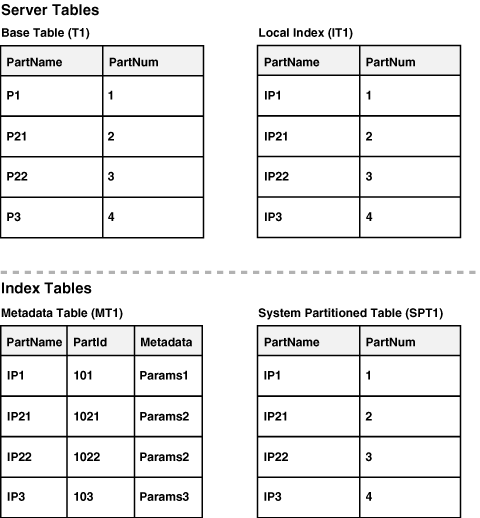 Server Tables
Base Table (T1)
PartName PartNum
P1 1
P21 2
P22 3
P3 4
Local Index (IT1)
PartName PartNum
IP1 1
IP21 2
IP22 3
IP3 4
Index Tables
Metadata Table (MT1)
PartName PartId Metadata
IP1 101 Params1
IP21 1021 Params2
IP22 1022 Params2
IP3 103 Params3
System Partitioned Table (SPT1)
PartName PartNum
IP1 1
IP21 2
IP22 3
IP3 4